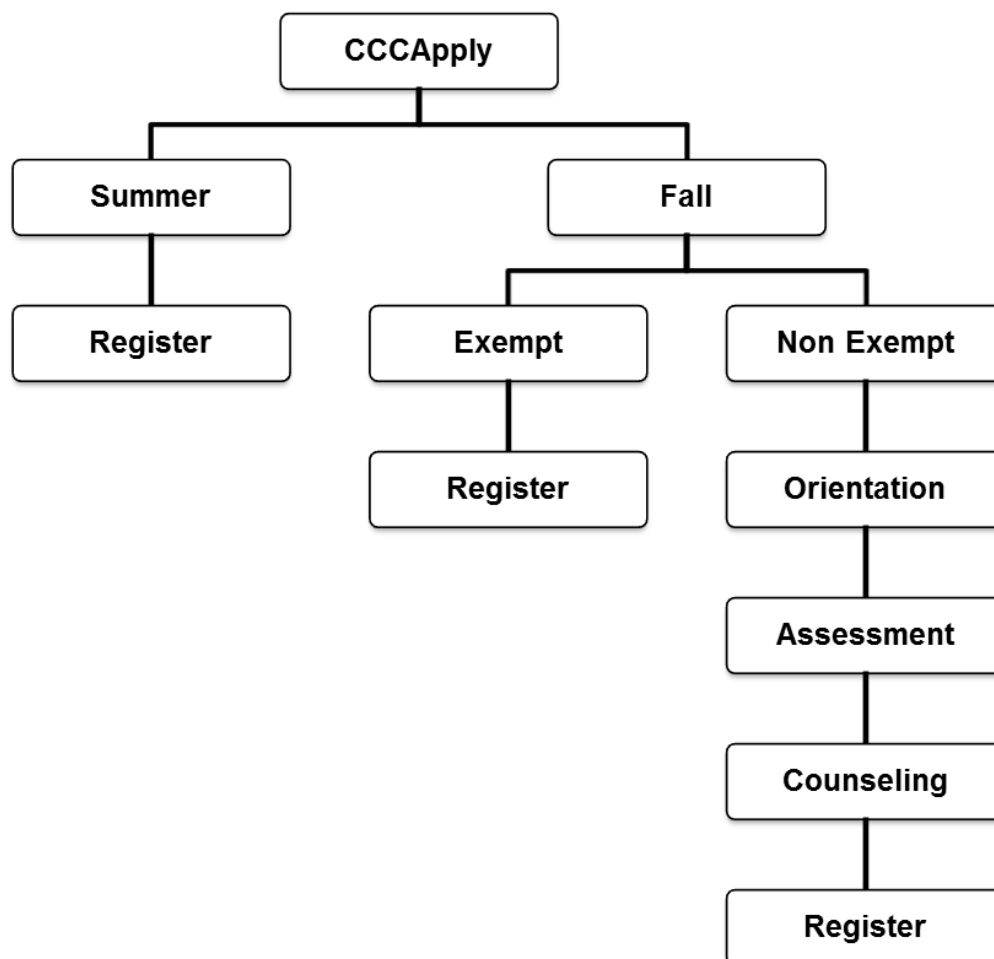 CCCApply
Summer
Fall
Register
Exempt
Non Exempt
Register
Orientation
Assessment
Counseling
Register